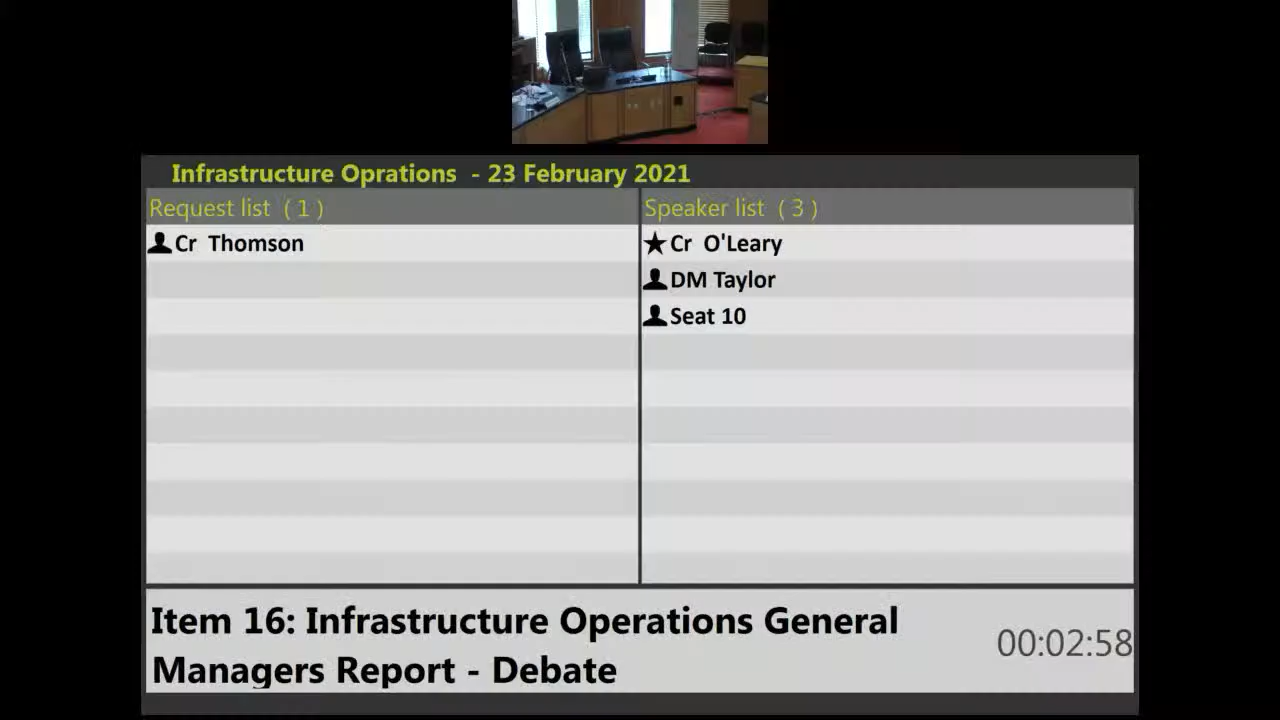 Infrastructure Oprations - 23 February 2021
Request list ( 1 )
Speaker list ( 3 )
Cr Thomson
Cr O'Leary
DM Taylor
Seat 10
Item 16: Infrastructure Operations General
Managers Report - Debate
00:02:58